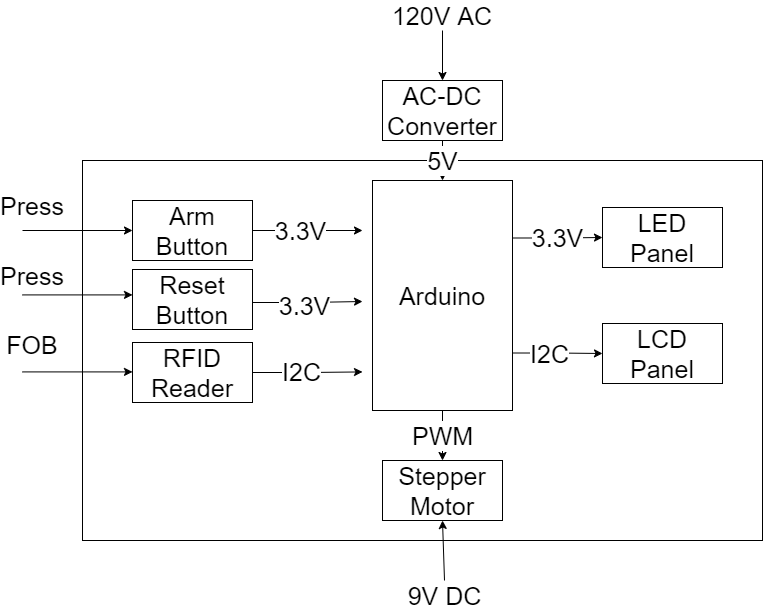 120V AC
AC-DC
Converter
5V
Press
Arm
Button
3.3V
3.3V
LED
Panel
Press
Reset
Button
3.3V
Arduino
FOB
RFID
Reader
I2C
I2C
LCD
Panel
PWM
Stepper
Motor
9V DC